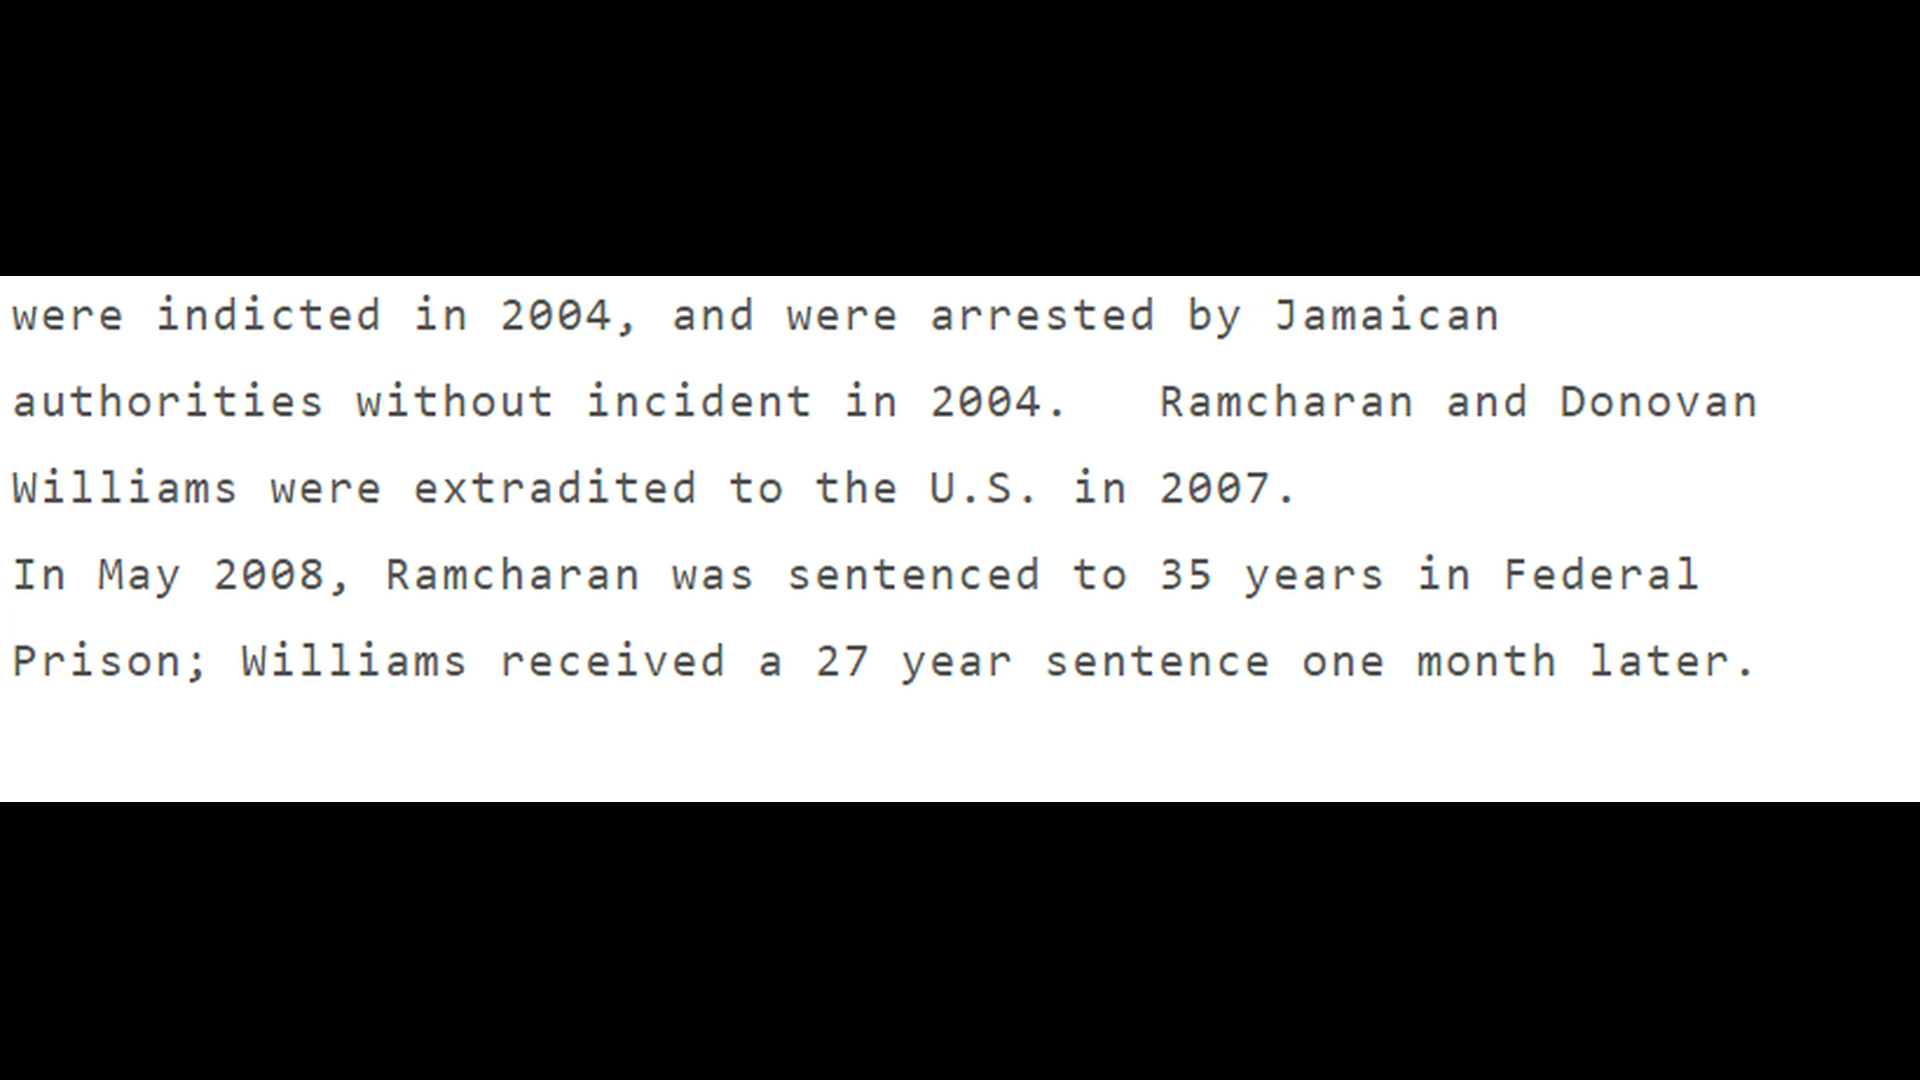 were indicted in 2004, and were arrested by Jamaican
authorities without incident in 2004.   Ramcharan and Donovan
Williams were extradited to the U.S. in 2007.
In May 2008, Ramcharan was sentenced to 35 years in Federal
Prison; Williams received a 27 year sentence one month later.